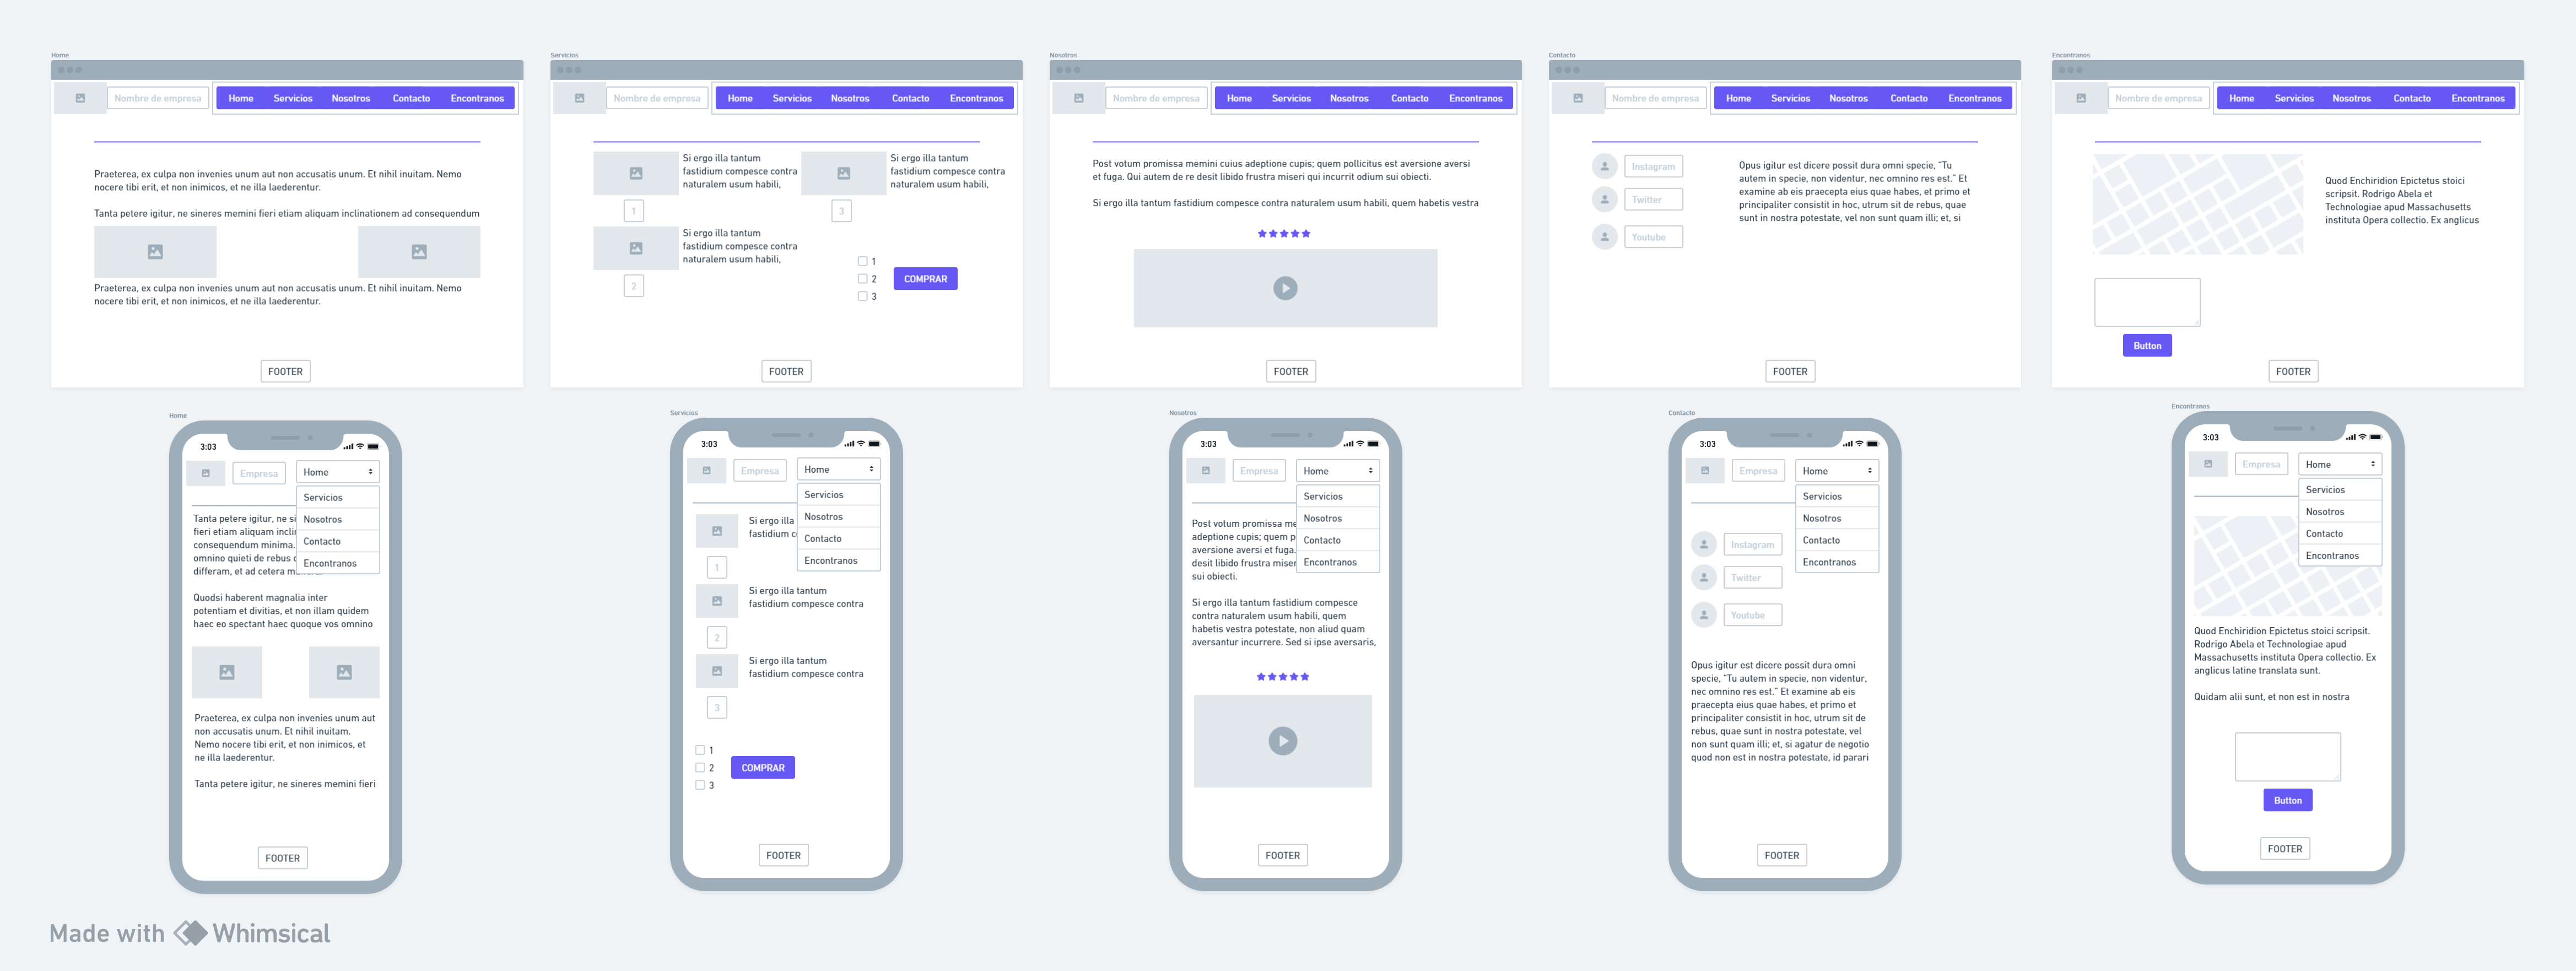 Home
Nombre de empresa
Home Servicios Nosotros Contacto Encontranos
Praeterea, ex culpa non invenies unum aut non accusatis unum. Et nihil inuitam. Nemo
nocere tibi erit, et non inimicos, et ne illa laederentur.
Tanta petere igitur, ne sineres memini fieri etiam aliquam inclinationem ad consequendum
Praeterea, ex culpa non invenies unum aut non accusatis unum. Et nihil inuitam. Nemo
nocere tibi erit, et non inimicos, et ne illa laederentur.
FOOTER
Servicios
Nombre de empresa
Home Servicios Nosotros Contacto Encontranos
Si ergo illa tantum
fastidium compesce contra
naturalem usum habili,
1
Si ergo illa tantum
fastidium compesce contra
naturalem usum habili,
3
Si ergo illa tantum
fastidium compesce contra
naturalem usum habili,
2
1
2
3
COMPRAR
FOOTER
Nosotros
Nombre de empresa
Home Servicios Nosotros Contacto Encontranos
Post votum promissa memini cuius adeptione cupis; quem pollicitus est aversione aversi
et fuga. Qui autem de re desit libido frustra miseri qui incurrit odium sui obiecti.
Si ergo illa tantum fastidium compesce contra naturalem usum habili, quem habetis vestra
FOOTER
Contacto
Nombre de empresa
Home Servicios Nosotros Contacto Encontranos
Instagram
Twitter
Youtube
Opus igitur est dicere possit dura omni specie, "Tu
autem in specie, non videntur, nec omnino res est." Et
examine ab eis praecepta eius quae habes, et primo et
principaliter consistit in hoc, utrum sit de rebus, quae
sunt in nostra potestate, vel non sunt quam illi; et, si
FOOTER
Encontranos
Nombre de empresa
Home Servicios Nosotros Contacto Encontranos
Quod Enchiridion Epictetus stoici
scripsit. Rodrigo Abela et
Technologiae apud Massachusetts
instituta Opera collectio. Ex anglicus
Button
FOOTER
Home
3:03
Empresa
Home
Servicios
Nosotros
Contacto
Encontranos
Tanta petere igitur, ne si
fieri etiam aliquam incli
consequendum minima.
omnino quieti de rebus
differam, et ad cetera m
Quodsi haberent magnalia inter
potentiam et divitias, et non illam quidem
haec eo spectant haec quoque vos omnino
Praeterea, ex culpa non invenies unum aut
non accusatis unum. Et nihil inuitam.
Nemo nocere tibi erit, et non inimicos, et
ne illa laederentur.
Tanta petere igitur, ne sineres memini fieri
FOOTER
Servicios
3:03
Empresa
Home
Servicios
Nosotros
Contacto
Encontranos
Si ergo illa
fastidium c
1
Si ergo illa tantum
fastidium compesce contra
2
Si ergo illa tantum
fastidium compesce contra
3
1
2
3
COMPRAR
FOOTER
Nosotros
3:03
Empresa
Home
Servicios
Nosotros
Contacto
Encontranos
Post votum promissa me
adeptione cupis; quem p
aversione aversi et fuga.
desit libido frustra miser
sui obiecti.
Si ergo illa tantum fastidium compesce
contra naturalem usum habili, quem
habetis vestra potestate, non aliud quam
aversantur incurrere. Sed si ipse aversaris,
FOOTER
Contacto
3:03
Empresa
Home
Servicios
Nosotros
Contacto
Encontranos
Instagram
Twitter
Youtube
Opus igitur est dicere possit dura omni
specie, "Tu autem in specie, non videntur,
nec omnino res est." Et examine ab eis
praecepta eius quae habes, et primo et
principaliter consistit in hoc, utrum sit de
rebus, quae sunt in nostra potestate, vel
non sunt quam illi; et, si agatur de negotio
quod non est in nostra potestate, id parari
FOOTER
Encontranos
3:03
Empresa
Home
Servicios
Nosotros
Contacto
Encontranos
Quod Enchiridion Epictetus stoici scripsit.
Rodrigo Abela et Technologiae apud
Massachusetts instituta Opera collectio. Ex
anglicus latine translata sunt.
Quidam alii sunt, et non est in nostra
Button
FOOTER
Made with Whimsical